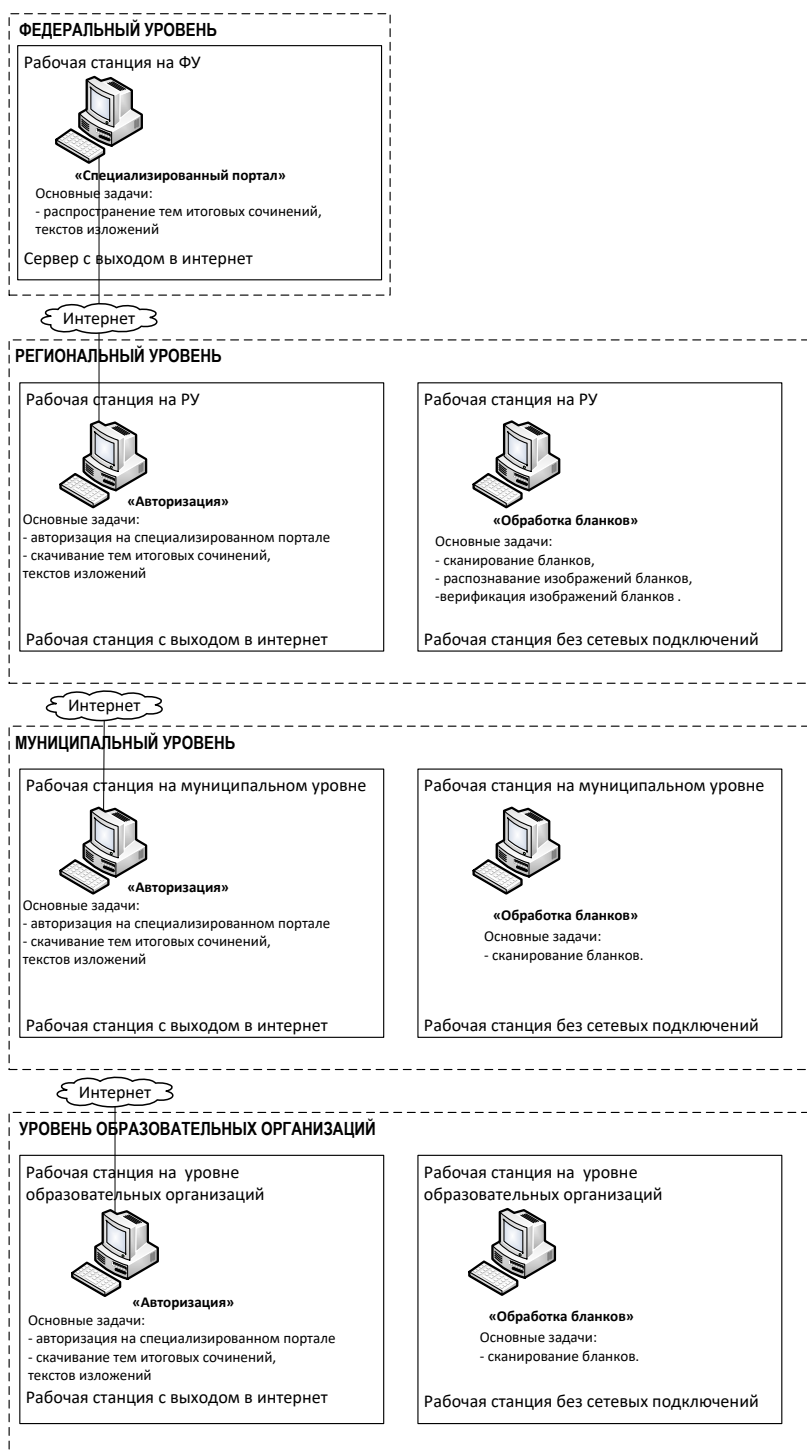 ФЕДЕРАЛЬНЫЙ УРОВЕНЬ
Рабочая станция на ФУ
«Специализированный портал»
Основные задачи:
- распространение тем итоговых сочинений,
текстов изложений
Сервер с выходом в интернет
Интернет
РЕГИОНАЛЬНЫЙ УРОВЕНЬ
Рабочая станция на РУ
«Авторизация»
Основные задачи:
- авторизация на специализированном портале
- скачивание тем итоговых сочинений,
текстов изложений
Рабочая станция с выходом в интернет
Рабочая станция на РУ
«Обработка бланков»
Основные задачи:
- сканирование бланков,
- распознавание изображений бланков,
-верификация изображений бланков .
Рабочая станция без сетевых подключений
Интернет
МУНИЦИПАЛЬНЫЙ УРОВЕНЬ
Рабочая станция на муниципальном уровне
«Авторизация»
Основные задачи:
- авторизация на специализированном портале
- скачивание тем итоговых сочинений,
текстов изложений
Рабочая станция с выходом в интернет
Рабочая станция на муниципальном уровне
«Обработка бланков»
Основные задачи:
- сканирование бланков.
Рабочая станция без сетевых подключений
Интернет
УРОВЕНЬ ОБРАЗОВАТЕЛЬНЫХ ОРГАНИЗАЦИЙ
Рабочая станция на уровне
образовательных организаций
«Авторизация»
Основные задачи:
- авторизация на специализированном портале
- скачивание тем итоговых сочинений,
текстов изложений
Рабочая станция с выходом в интернет
Рабочая станция на уровне
образовательных организаций
«Обработка бланков»
Основные задачи:
- сканирование бланков.
Рабочая станция без сетевых подключений